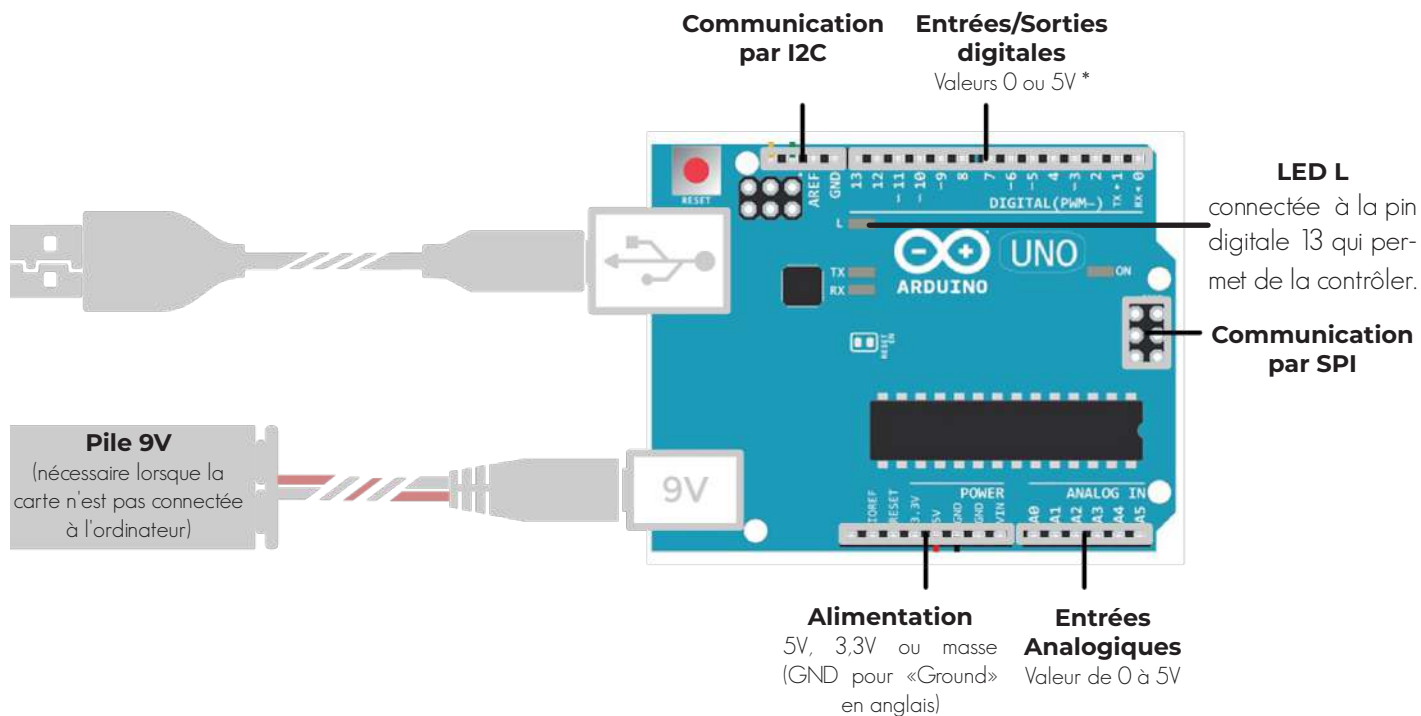 Communication
par I2C
Entrées/Sorties
digitales
Valeurs 0 ou 5V *
RESET
AREF
GND
13
12
~11
~10
~9
8
7
~6
~5
4
~3
2
TX→1
RX←0
DIGITAL(PWM~)
L
TX
RX
ARDUINO
UNO
ON
RESET
EN
LED L
connectée à la pin
digitale 13 qui per-
met de la contrôler.
Communication
par SPI
Pile 9V
(nécessaire lorsque la
carte n'est pas connectée
à l'ordinateur)
9V
POWER
ANALOG IN
IOREF
RESET
3.3V
5V
GND
GND
VIN
A0
A1
A2
A3
A4
A5
Alimentation
5V, 3,3V ou masse
(GND pour «Ground»
en anglais)
Entrées
Analogiques
Valeur de 0 à 5V